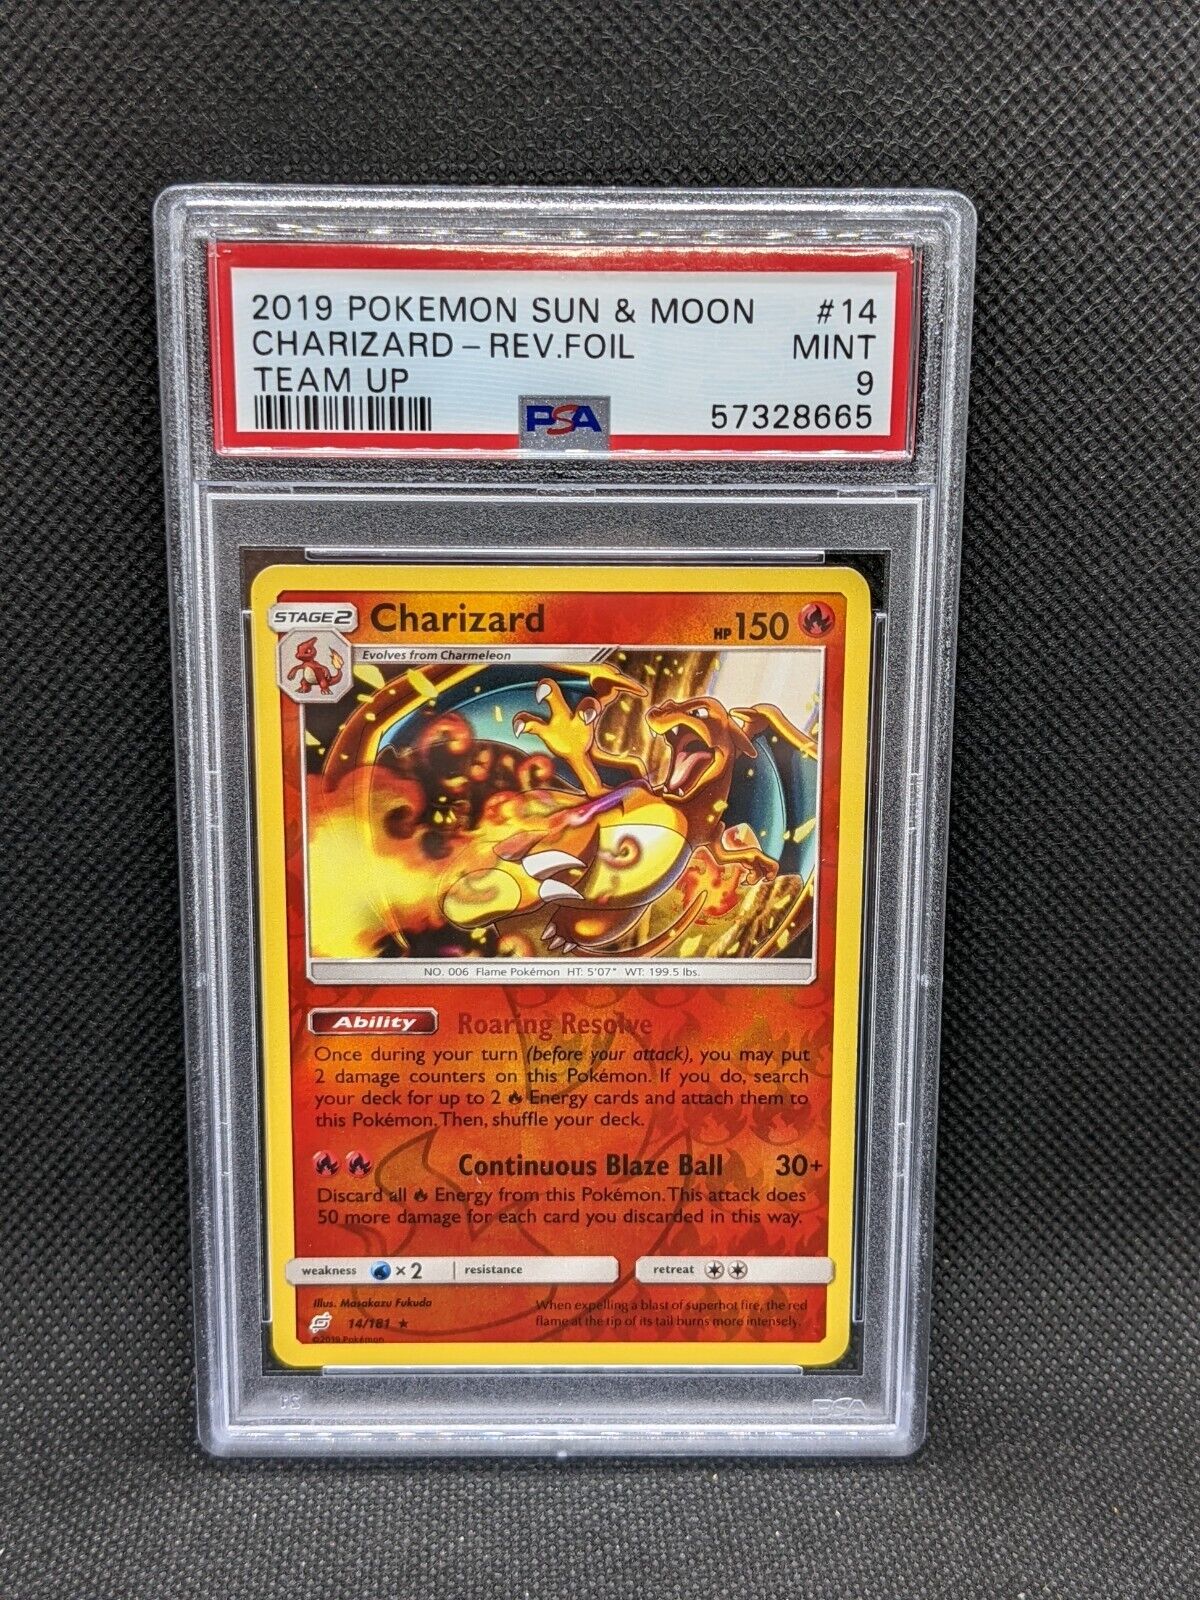 2019 POKEMON SUN & MOON #14
CHARIZARD – REV.FOIL MINT
TEAM UP 9
PSA 57328665
STAGE2 Charizard HP 150
Evolves from Charmeleon
NO. 006 Flame Pokémon HT: 5'07" WT: 199.5 lbs.
Ability Roaring Resolve
Once during your turn (before your attack), you may put
2 damage counters on this Pokémon. If you do, search
your deck for up to 2 Energy cards and attach them to
this Pokémon. Then, shuffle your deck.
Continuous Blaze Ball 30+
Discard all Energy from this Pokémon. This attack does
50 more damage for each card you discarded in this way.
weakness ×2 resistance retreat
Illus. Masakazu Fukuda
14/181
©2019 Pokémon
When expelling a blast of superhot fire, the red
flame at the tip of its tail burns more intensely.
PSA